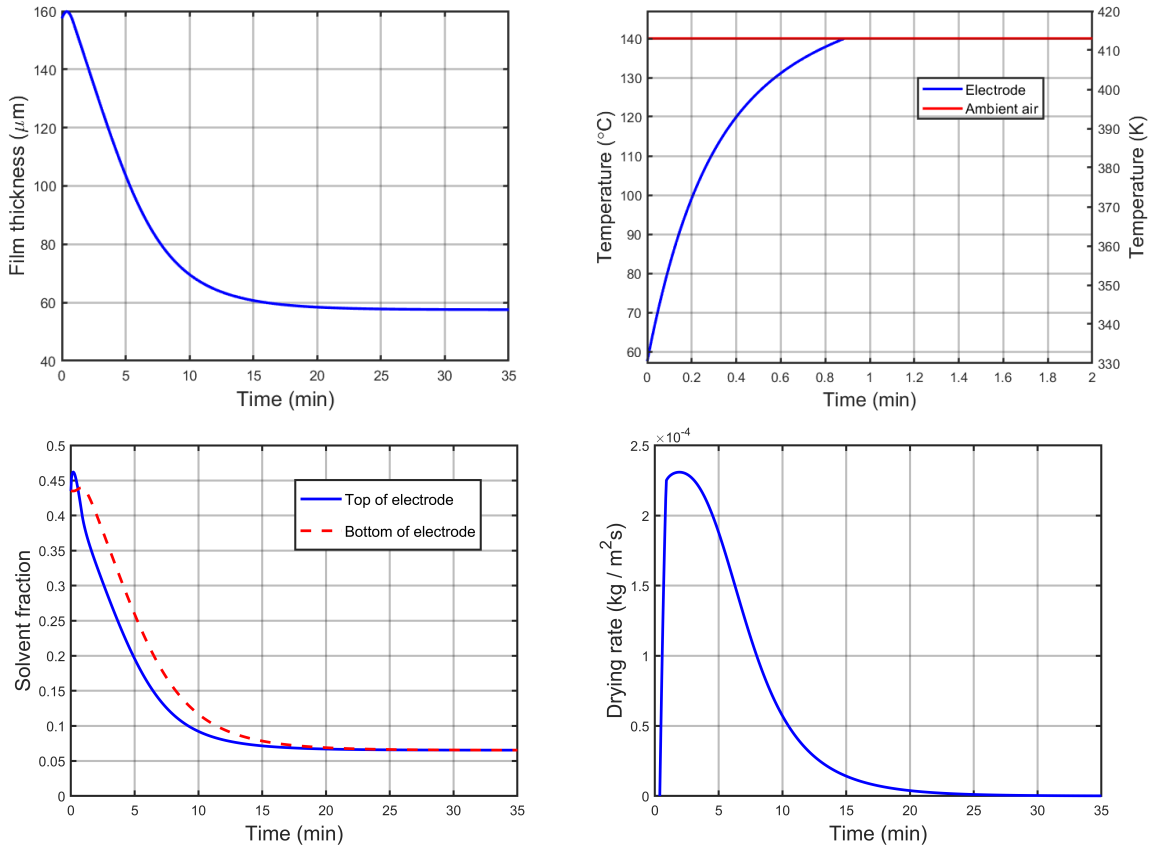 160
140
120
100
80
60
40
Film thickness (μm)
0 5 10 15 20 25 30 35
Time (min)
140
130
120
110
100
90
80
70
60
Temperature (°C)
420
410
400
390
380
370
360
350
340
330
Temperature (K)
Electrode
Ambient air
0 0.2 0.4 0.6 0.8 1 1.2 1.4 1.6 1.8 2
Time (min)
0.5
0.45
0.4
0.35
0.3
0.25
0.2
0.15
0.1
0.05
0
Solvent fraction
Top of electrode
Bottom of electrode
0 5 10 15 20 25 30 35
Time (min)
×10⁻⁴
2.5
2
1.5
1
0.5
0
Drying rate (kg / m²s)
0 5 10 15 20 25 30 35
Time (min)